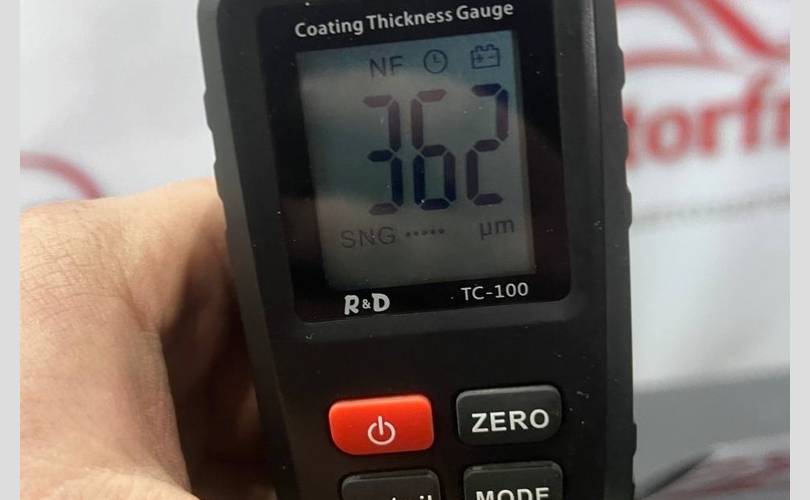 Coating Thickness Gauge
NF
362
SNG ..... μm
R&D TC-100
ZERO
MODE